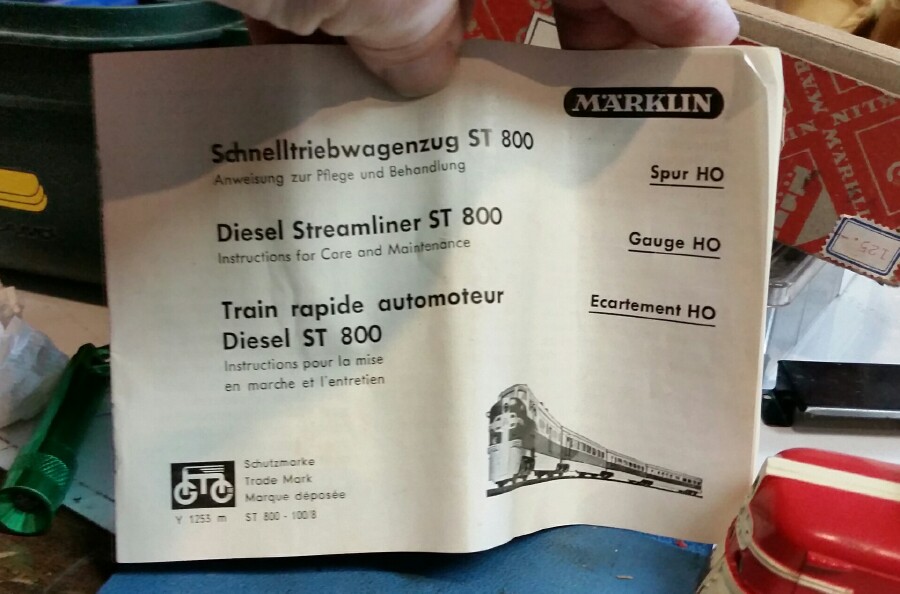 MÄRKLIN
Schnelltriebwagenzug ST 800
Anweisung zur Pflege und Behandlung
Spur HO
Diesel Streamliner ST 800
Instructions for Care and Maintenance
Gauge HO
Train rapide automoteur
Diesel ST 800
Instructions pour la mise
en marche et l'entretien
Ecartement HO
Schutzmarke
Trade Mark
Marque déposée
Y 1253 m ST 800 - 100/8
MÄRKLIN
MÄRKLIN